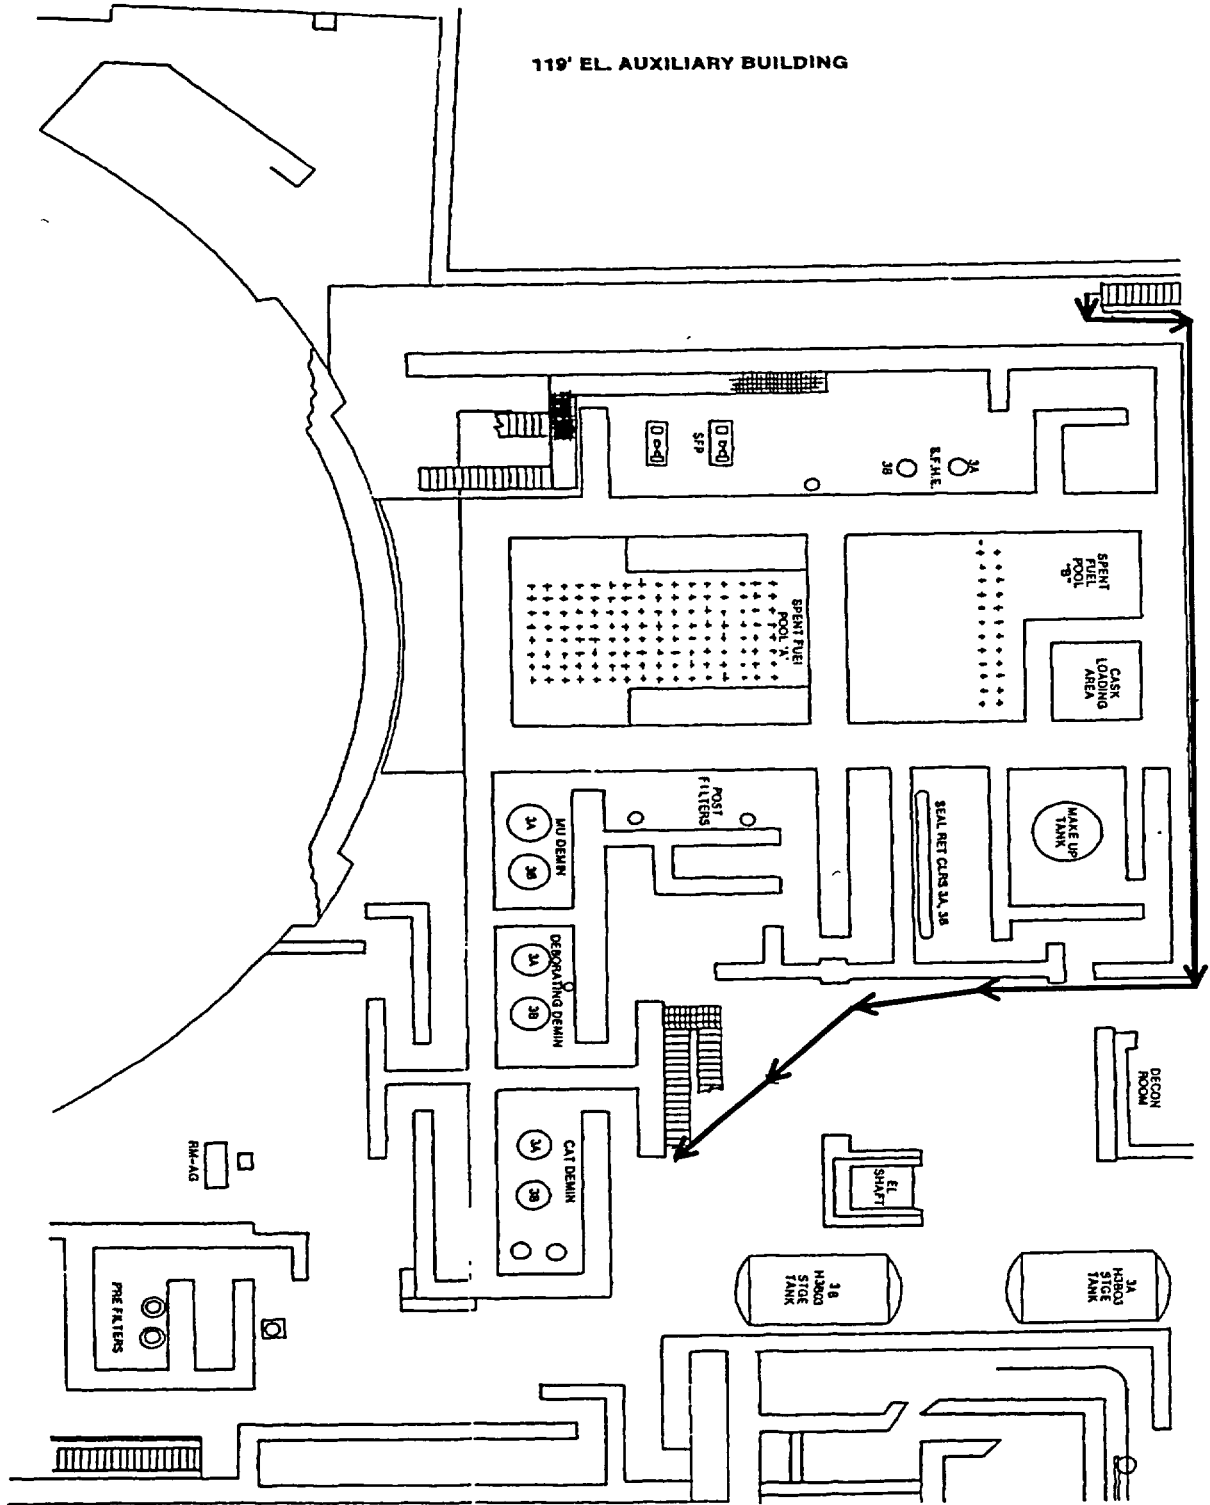 119' EL. AUXILIARY BUILDING
SFP
3B
S.F.H.E.
3A
SPENT FUEL
POOL 'A'
SPENT
FUEL
POOL
"B"
CASK
LOADING
AREA
3A
3B
MU DEMIN
POST
FILTERS
SEAL RET CLRS 3A, 3B
MAKE UP
TANK
3A
3B
DEBORATING DEMIN
DECON
ROOM
3A
3B
CAT DEMIN
EL
SHAFT
RM-AG
3B
H3BO3
STGE
TANK
3A
H3BO3
STGE
TANK
PRE FILTERS